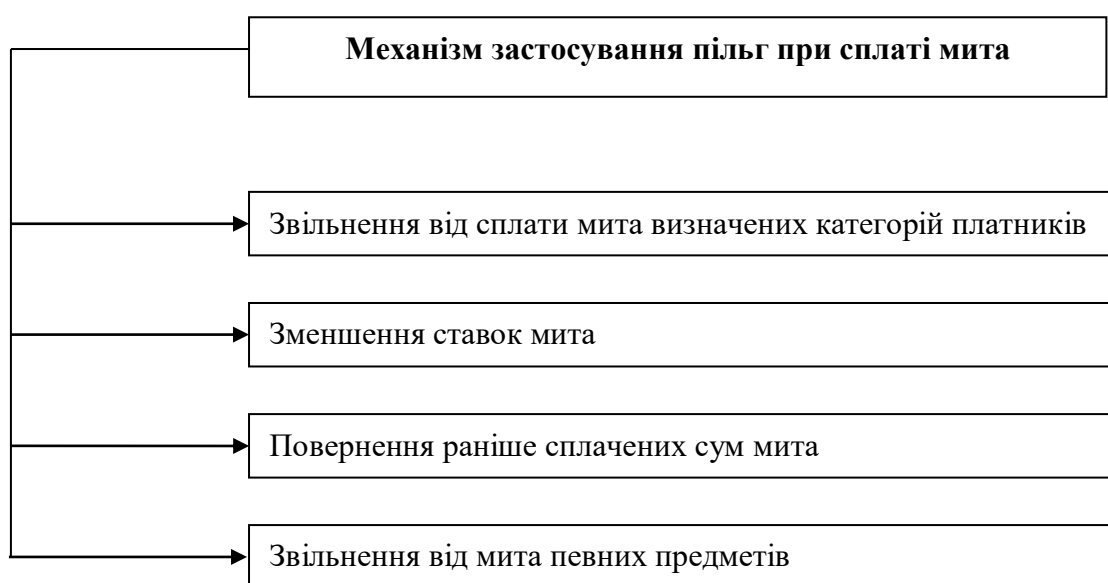 Механізм застосування пільг при сплаті мита
Звільнення від сплати мита визначених категорій платників
Зменшення ставок мита
Повернення раніше сплачених сум мита
Звільнення від мита певних предметів